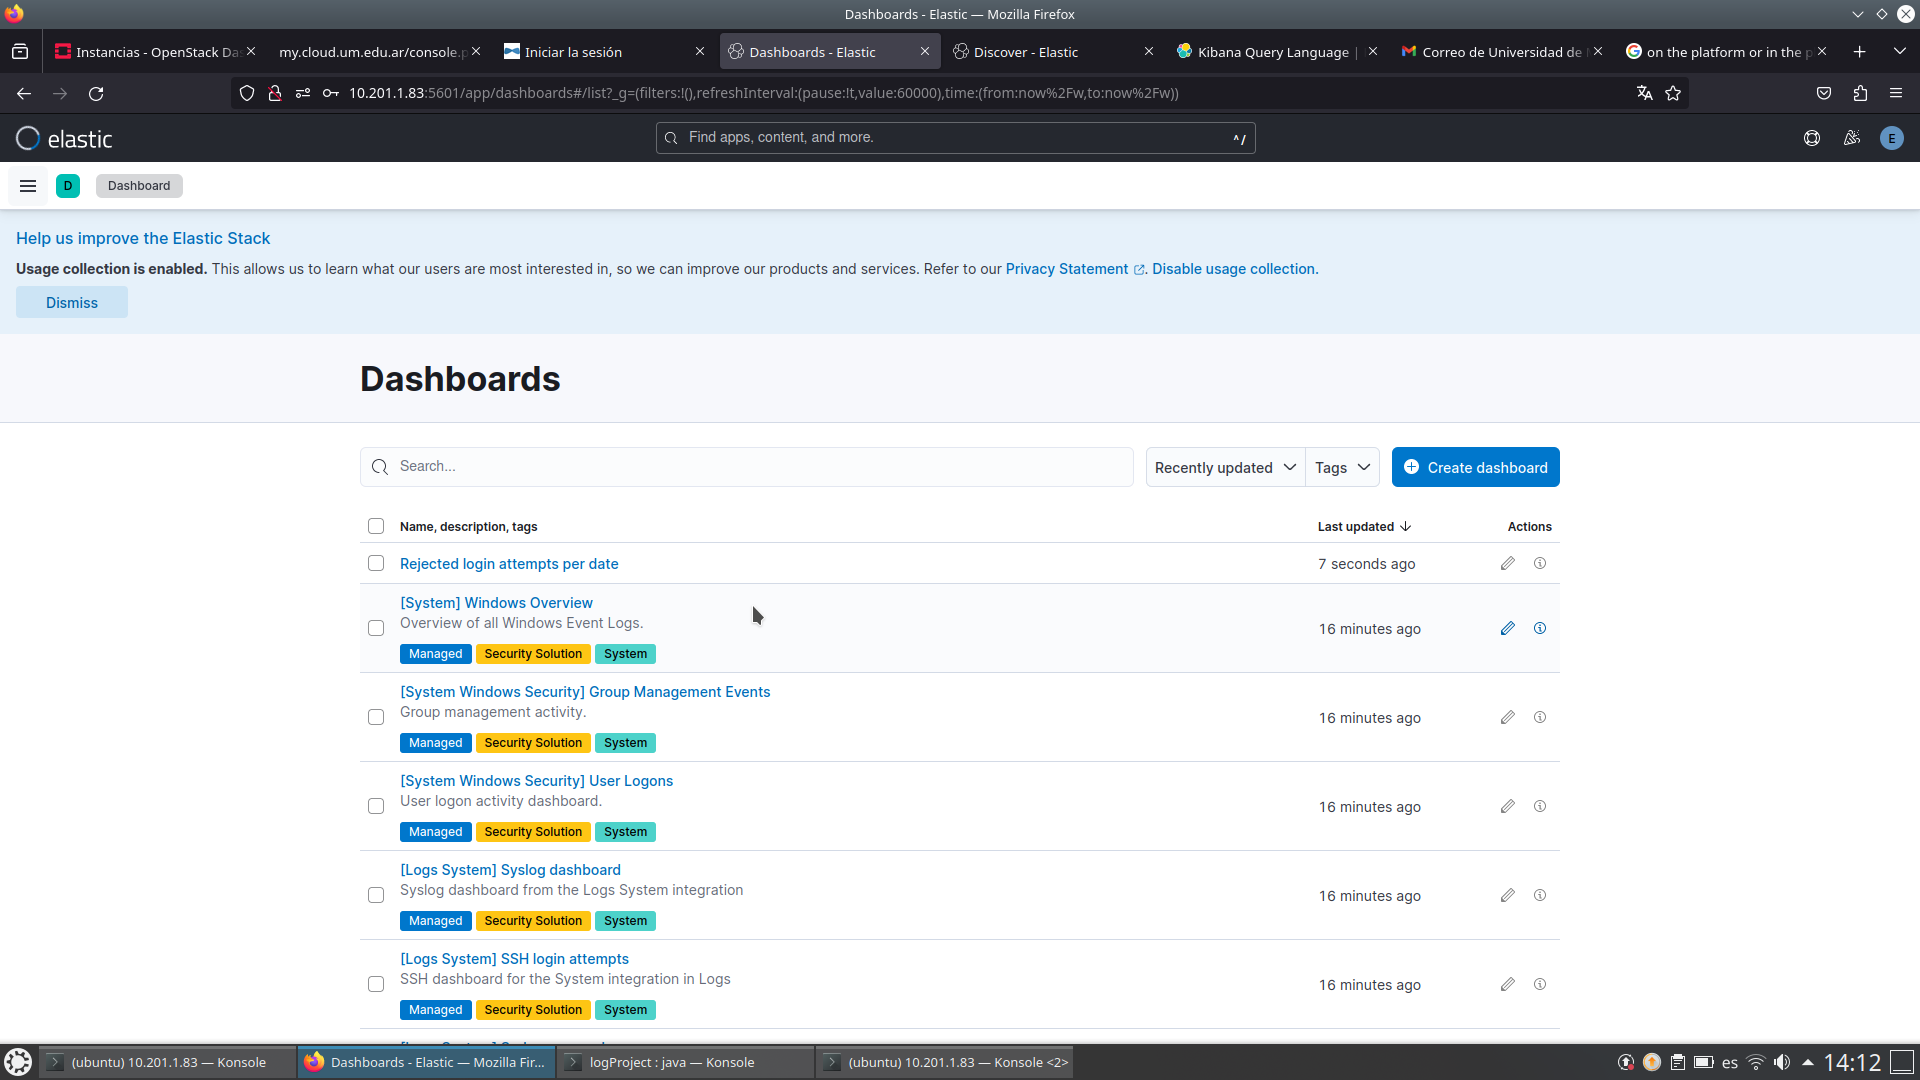 Dashboards - Elastic — Mozilla Firefox
Instancias - OpenStack Das
my.cloud.um.edu.ar/console.p
Iniciar la sesión
Dashboards - Elastic
Discover - Elastic
Kibana Query Language |
Correo de Universidad de
on the platform or in the p
10.201.1.83:5601/app/dashboards#/list?_g=(filters:!(),refreshInterval:(pause:!t,value:60000),time:(from:now%2Fw,to:now%2Fw))
elastic
Find apps, content, and more.
^/
E
D
Dashboard
Help us improve the Elastic Stack
Usage collection is enabled. This allows us to learn what our users are most interested in, so we can improve our products and services. Refer to our Privacy Statement. Disable usage collection.
Dismiss
Dashboards
Search...
Recently updated
Tags
Create dashboard
Name, description, tags
Last updated
Actions
Rejected login attempts per date
7 seconds ago
[System] Windows Overview
Overview of all Windows Event Logs.
16 minutes ago
Managed Security Solution System
[System Windows Security] Group Management Events
Group management activity.
16 minutes ago
Managed Security Solution System
[System Windows Security] User Logons
User logon activity dashboard.
16 minutes ago
Managed Security Solution System
[Logs System] Syslog dashboard
Syslog dashboard from the Logs System integration
16 minutes ago
Managed Security Solution System
[Logs System] SSH login attempts
SSH dashboard for the System integration in Logs
16 minutes ago
Managed Security Solution System
(ubuntu) 10.201.1.83 — Konsole
Dashboards - Elastic — Mozilla Fir...
logProject : java — Konsole
(ubuntu) 10.201.1.83 — Konsole <2>
es
14:12